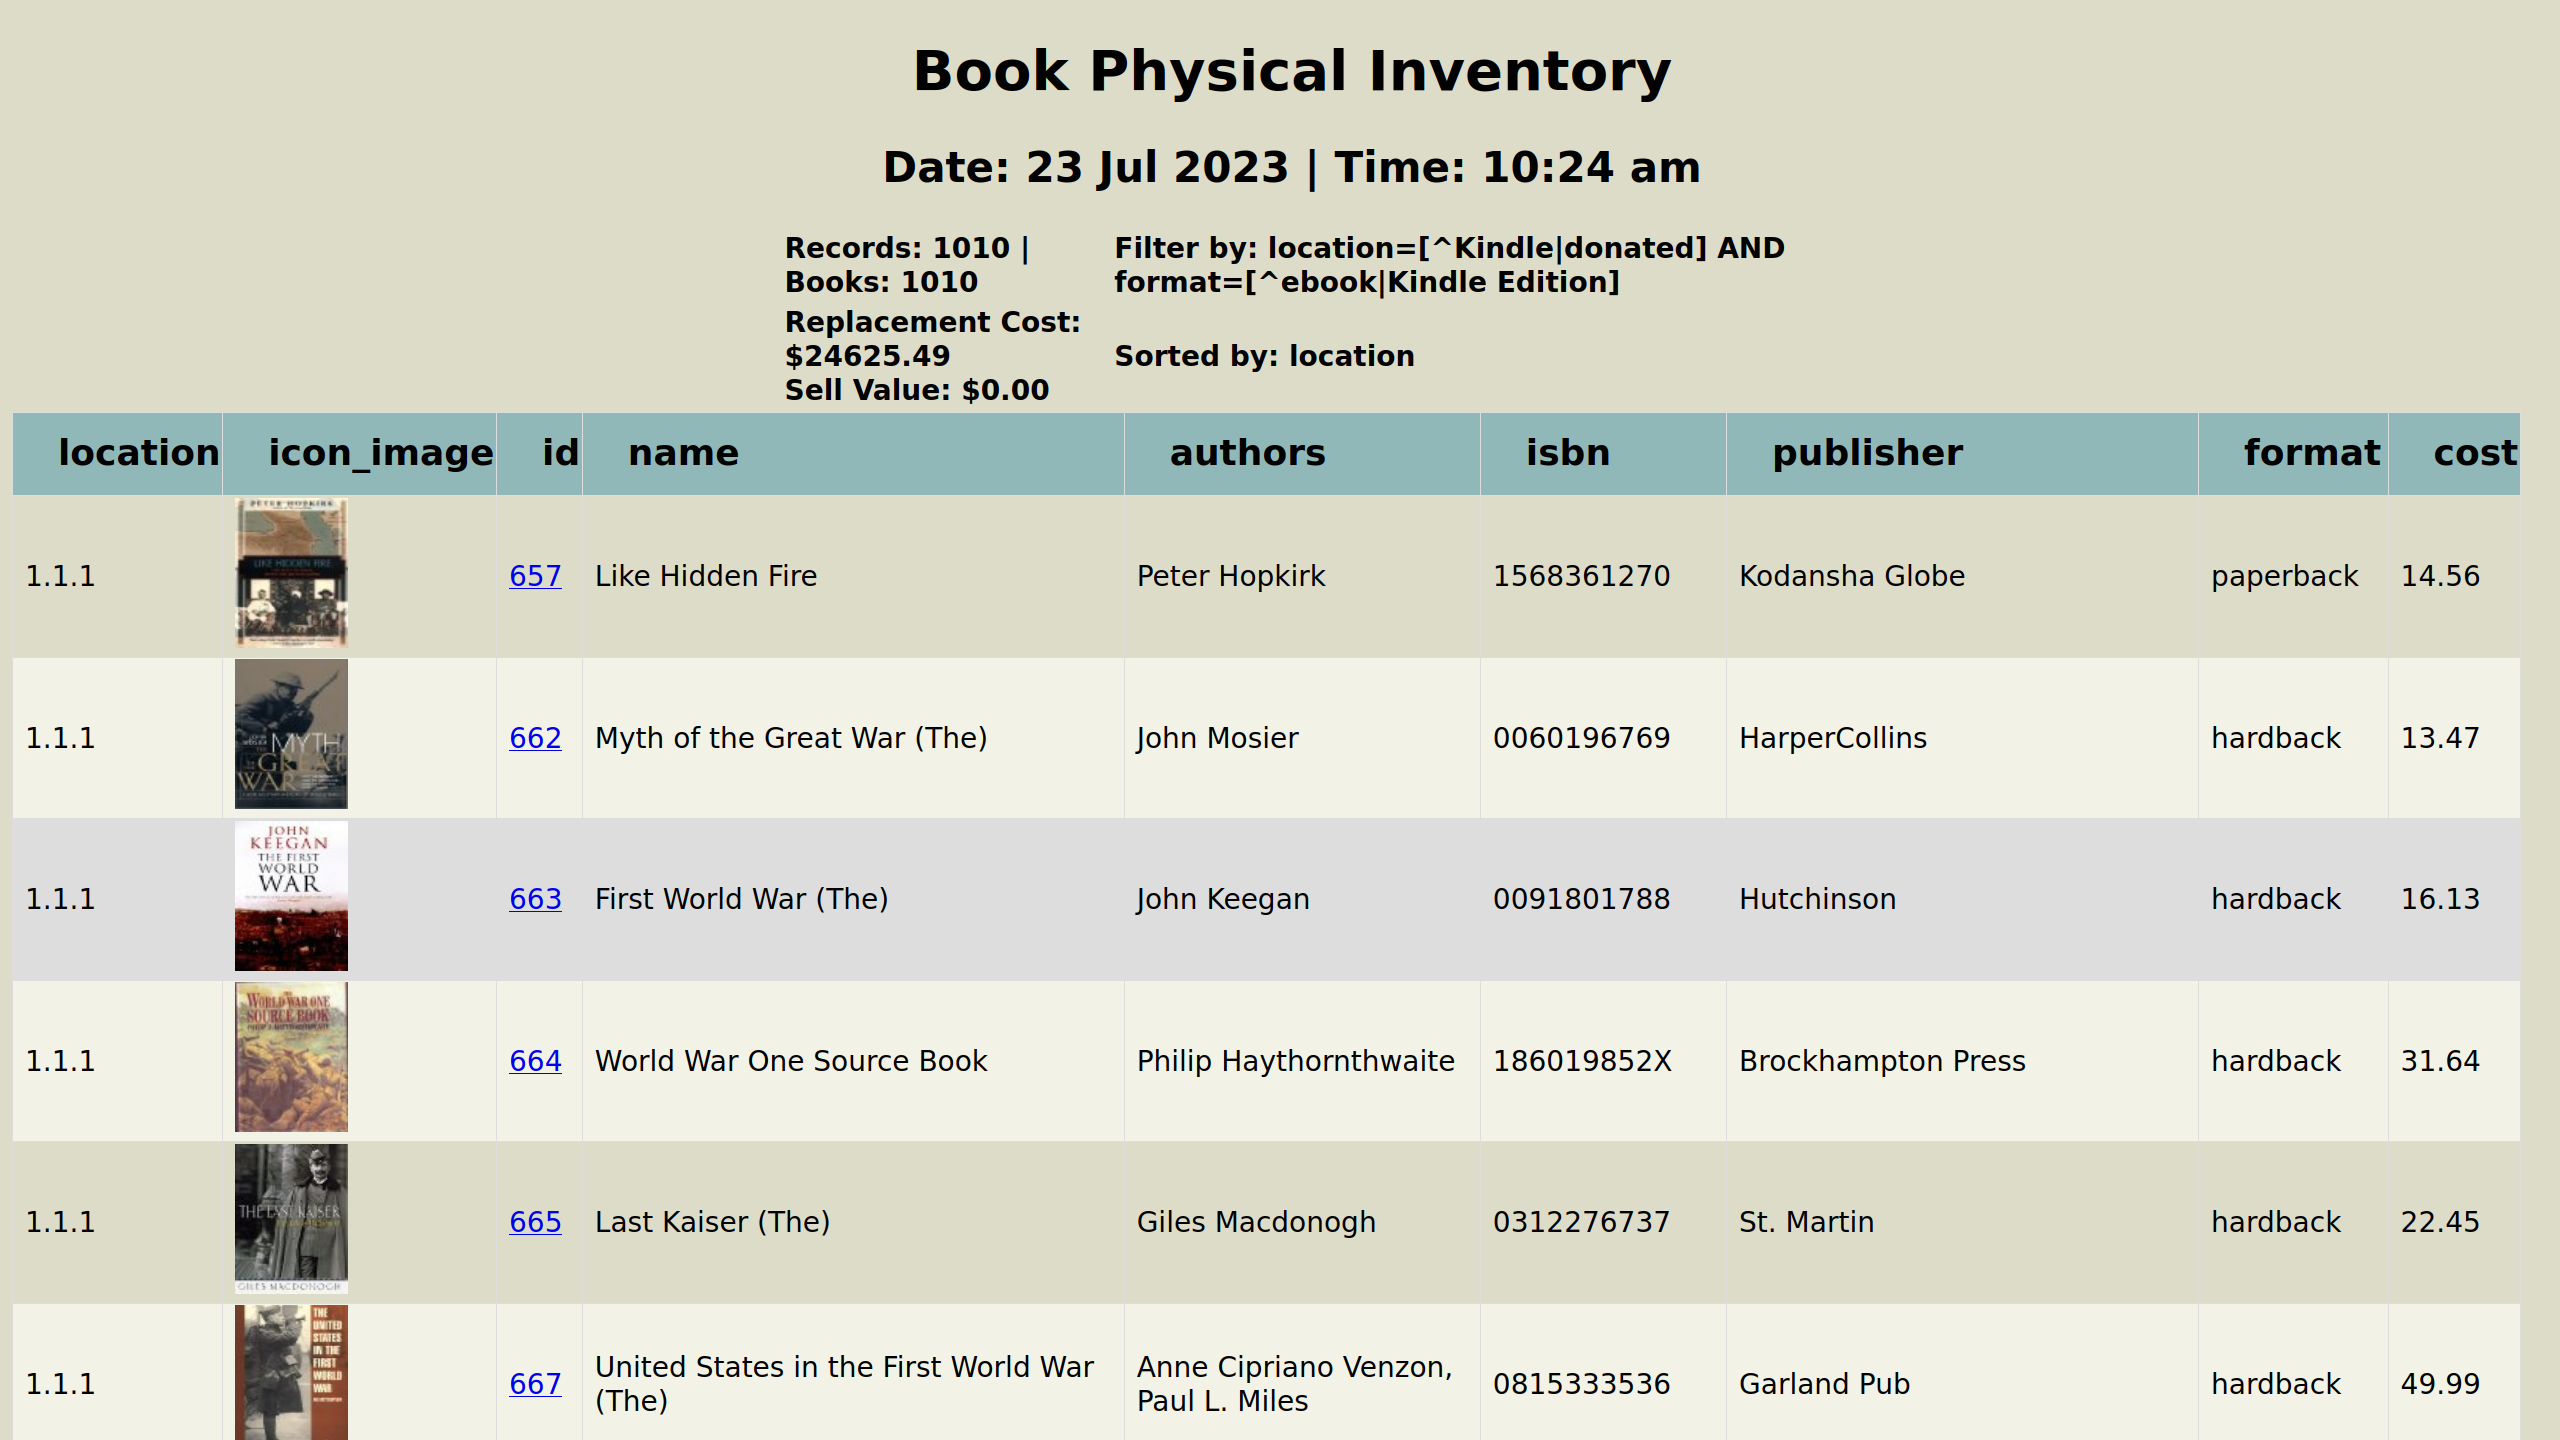 Book Physical Inventory
Date: 23 Jul 2023 | Time: 10:24 am
Records: 1010 |
Books: 1010
Filter by: location=[^Kindle|donated] AND
format=[^ebook|Kindle Edition]
Replacement Cost:
$24625.49
Sell Value: $0.00
Sorted by: location
location icon_image id name authors isbn publisher format cost
PETER HOPKIRK
LIKE HIDDEN FIRE
1.1.1 657 Like Hidden Fire Peter Hopkirk 1568361270 Kodansha Globe paperback 14.56
MYTH
GREAT
WAR
1.1.1 662 Myth of the Great War (The) John Mosier 0060196769 HarperCollins hardback 13.47
JOHN
KEEGAN
THE FIRST
WORLD
WAR
1.1.1 663 First World War (The) John Keegan 0091801788 Hutchinson hardback 16.13
WORLD WAR ONE
SOURCE BOOK
1.1.1 664 World War One Source Book Philip Haythornthwaite 186019852X Brockhampton Press hardback 31.64
THE LAST KAISER
GILES MACDONOGH
1.1.1 665 Last Kaiser (The) Giles Macdonogh 0312276737 St. Martin hardback 22.45
THE
UNITED
STATES
IN THE
FIRST
WORLD
WAR
1.1.1 667 United States in the First World War (The) Anne Cipriano Venzon, Paul L. Miles 0815333536 Garland Pub hardback 49.99